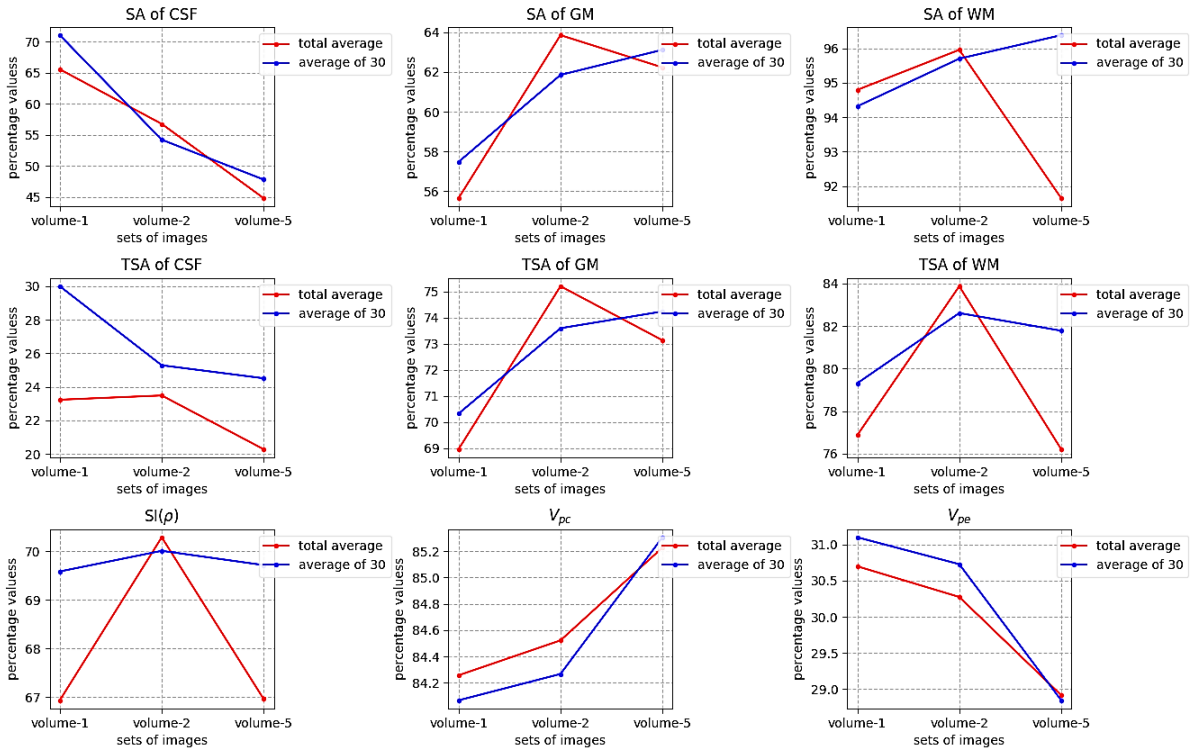 SA of CSF
total average
average of 30
percentage valuess
70
65
60
55
50
45
volume-1 volume-2 volume-5
sets of images
SA of GM
total average
average of 30
percentage valuess
64
62
60
58
56
volume-1 volume-2 volume-5
sets of images
SA of WM
total average
average of 30
percentage valuess
96
95
94
93
92
volume-1 volume-2 volume-5
sets of images
TSA of CSF
total average
average of 30
percentage valuess
30
28
26
24
22
20
volume-1 volume-2 volume-5
sets of images
TSA of GM
total average
average of 30
percentage valuess
75
74
73
72
71
70
69
volume-1 volume-2 volume-5
sets of images
TSA of WM
total average
average of 30
percentage valuess
84
82
80
78
76
volume-1 volume-2 volume-5
sets of images
SI(ρ)
total average
average of 30
percentage valuess
70
69
68
67
volume-1 volume-2 volume-5
sets of images
V_pc
total average
average of 30
percentage valuess
85.2
85.0
84.8
84.6
84.4
84.2
volume-1 volume-2 volume-5
sets of images
V_pe
total average
average of 30
percentage valuess
31.0
30.5
30.0
29.5
29.0
volume-1 volume-2 volume-5
sets of images